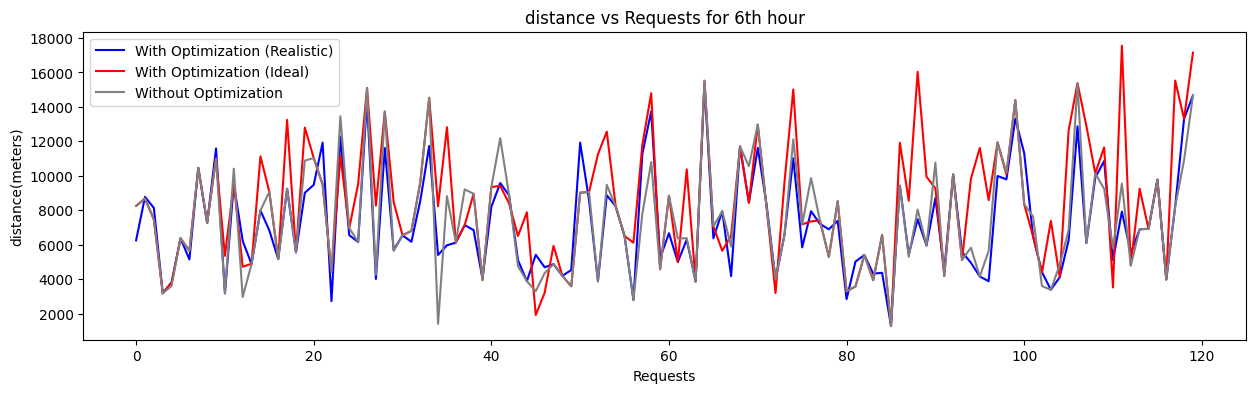 distance vs Requests for 6th hour
With Optimization (Realistic)
With Optimization (Ideal)
Without Optimization
distance(meters)
18000
16000
14000
12000
10000
8000
6000
4000
2000
0 20 40 60 80 100 120
Requests